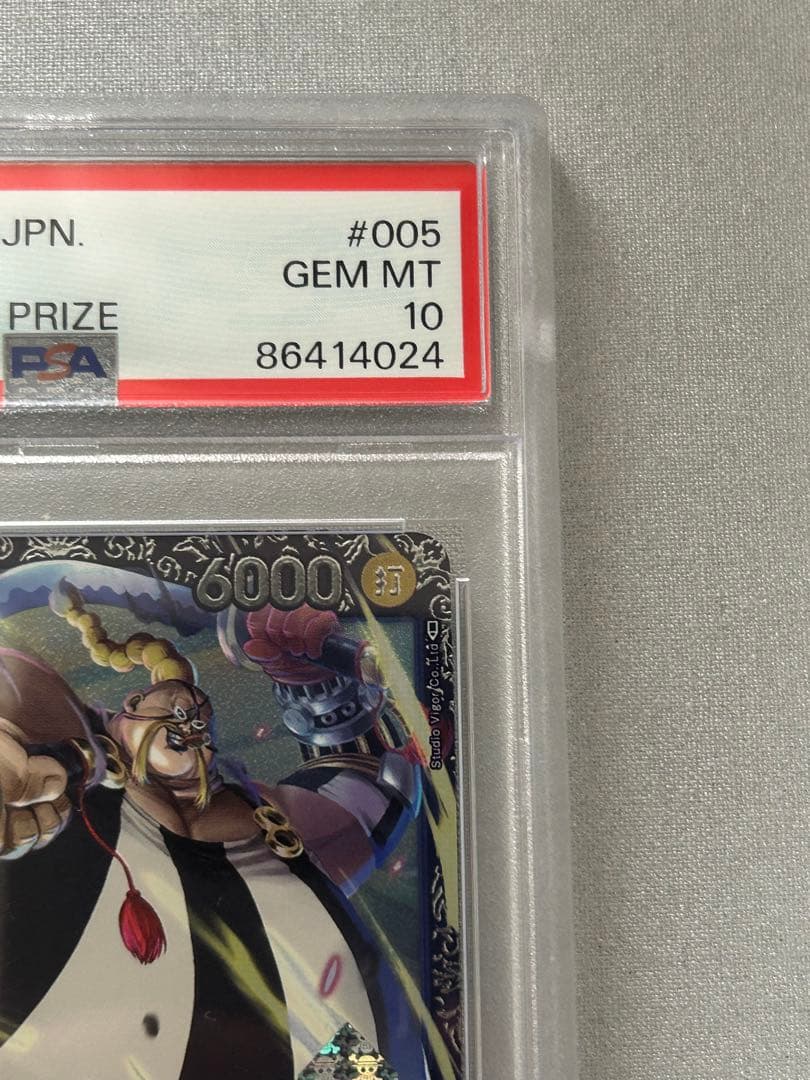 JPN. #005
GEM MT
PRIZE 10
PSA 86414024
6000 打
Studio Vigor/Co.,Ltd.